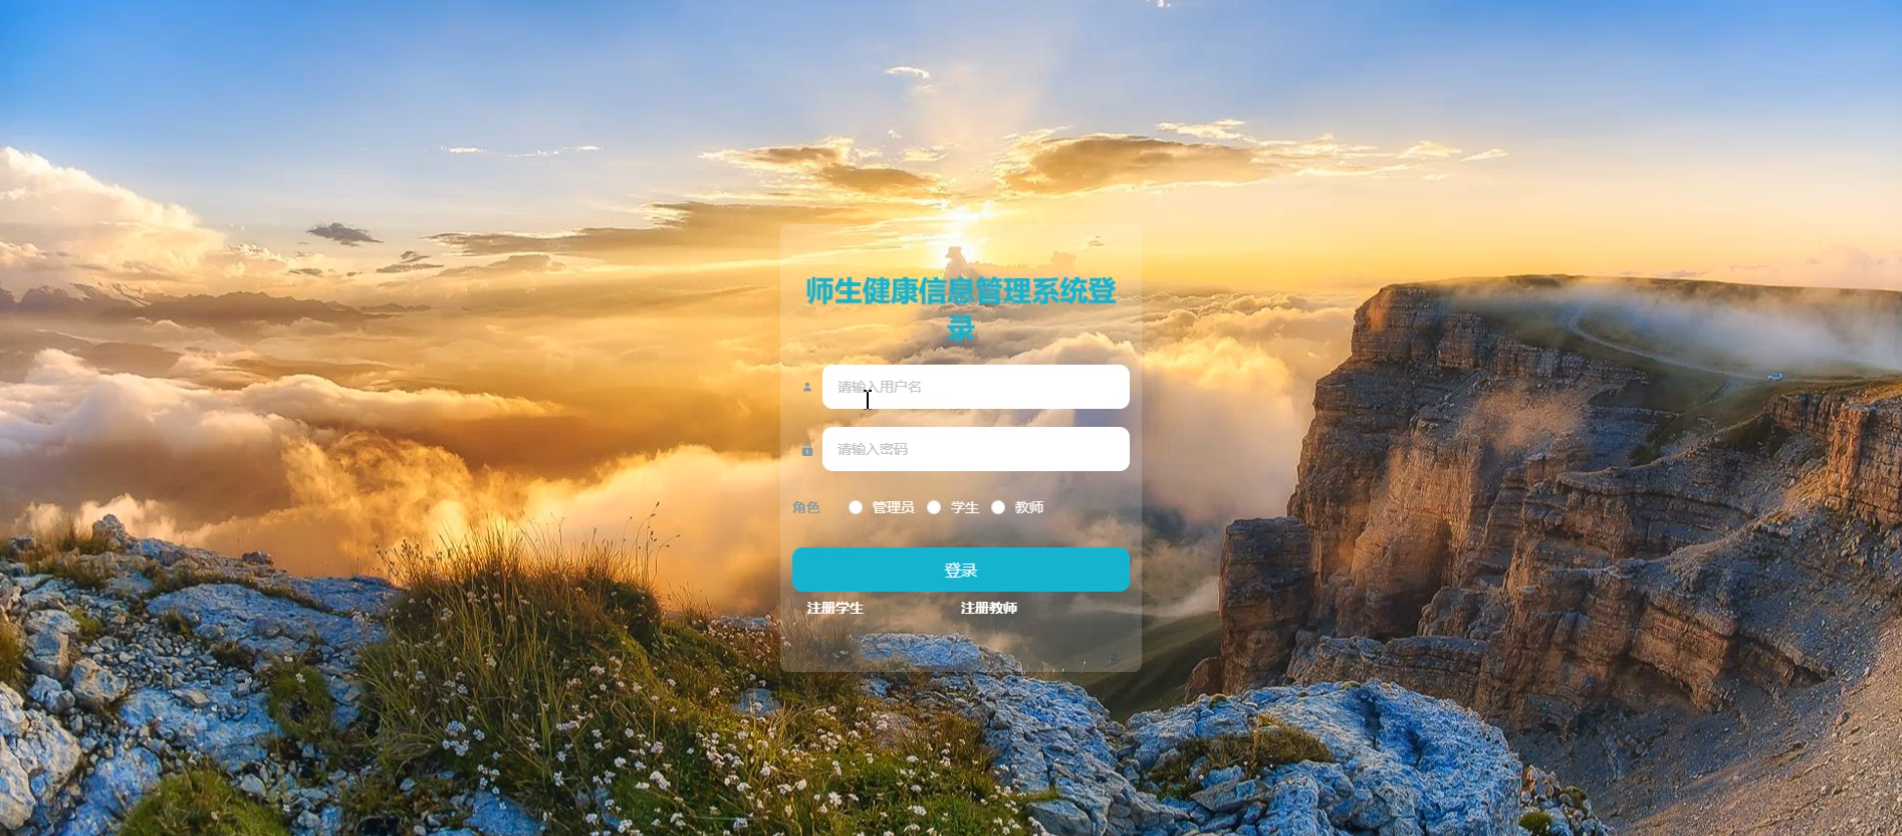 师生健康信息管理系统登
录
请输入用户名
请输入密码
角色 管理员 学生 教师
登录
注册学生 注册教师